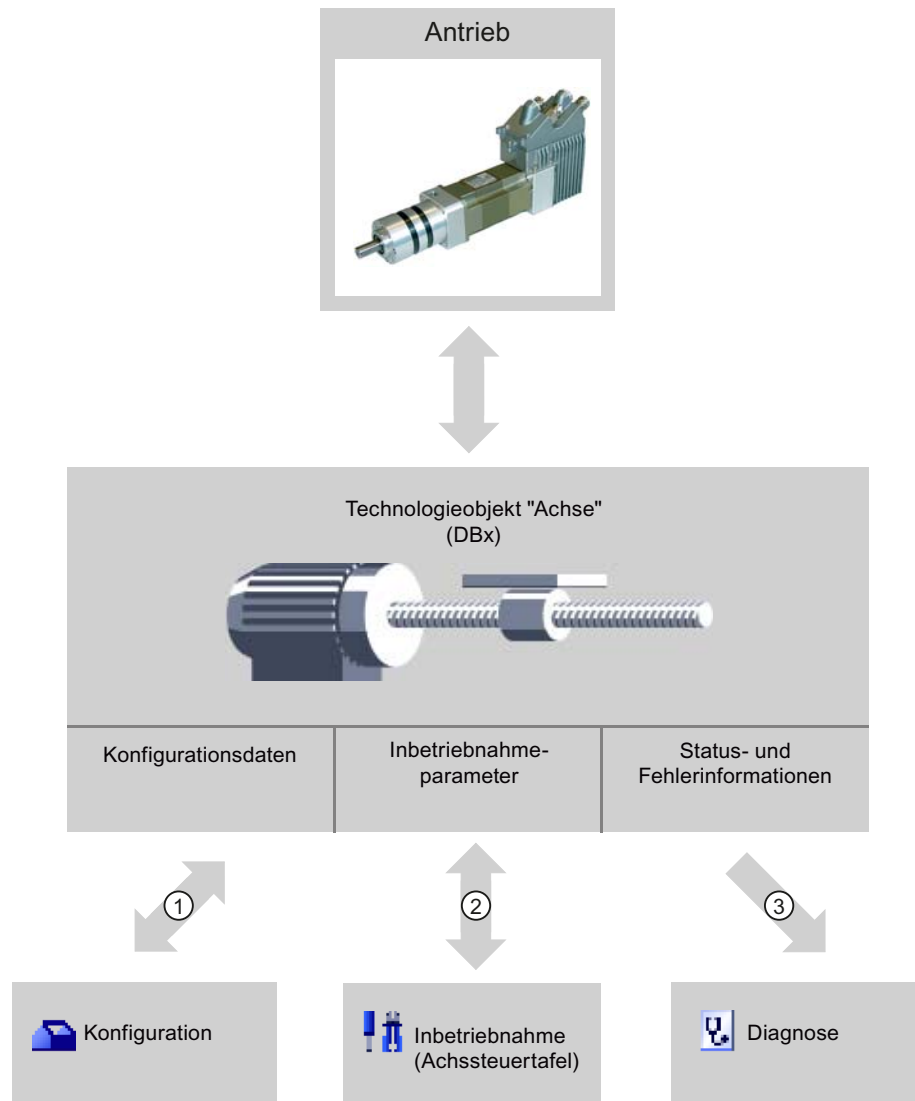 Antrieb
Technologieobjekt "Achse"
(DBx)
Konfigurationsdaten
Inbetriebnahme-
parameter
Status- und
Fehlerinformationen
1
2
3
Konfiguration
Inbetriebnahme
(Achssteuertafel)
Diagnose